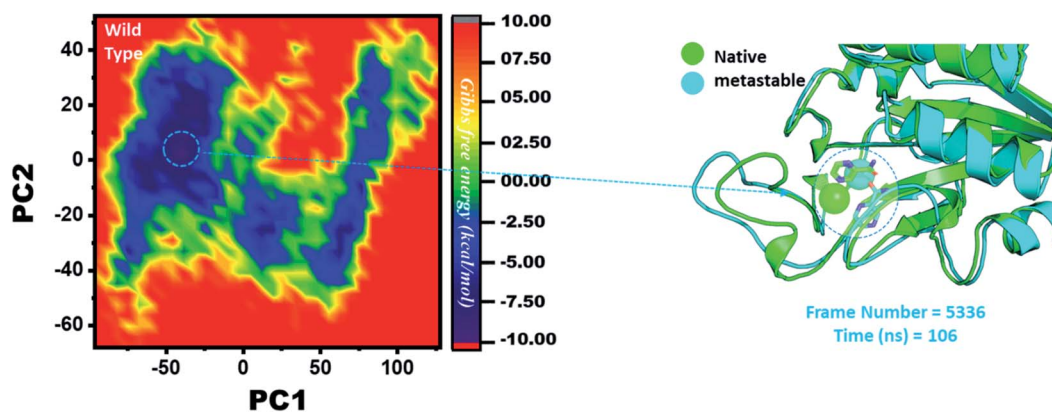 Wild
Type
PC2
40
20
0
-20
-40
-60
-50
0
50
100
PC1
10.00
07.50
05.00
02.50
00.00
-2.50
-5.00
-7.50
-10.00
Gibbs free energy (kcal/mol)
Native
metastable
Frame Number = 5336
Time (ns) = 106